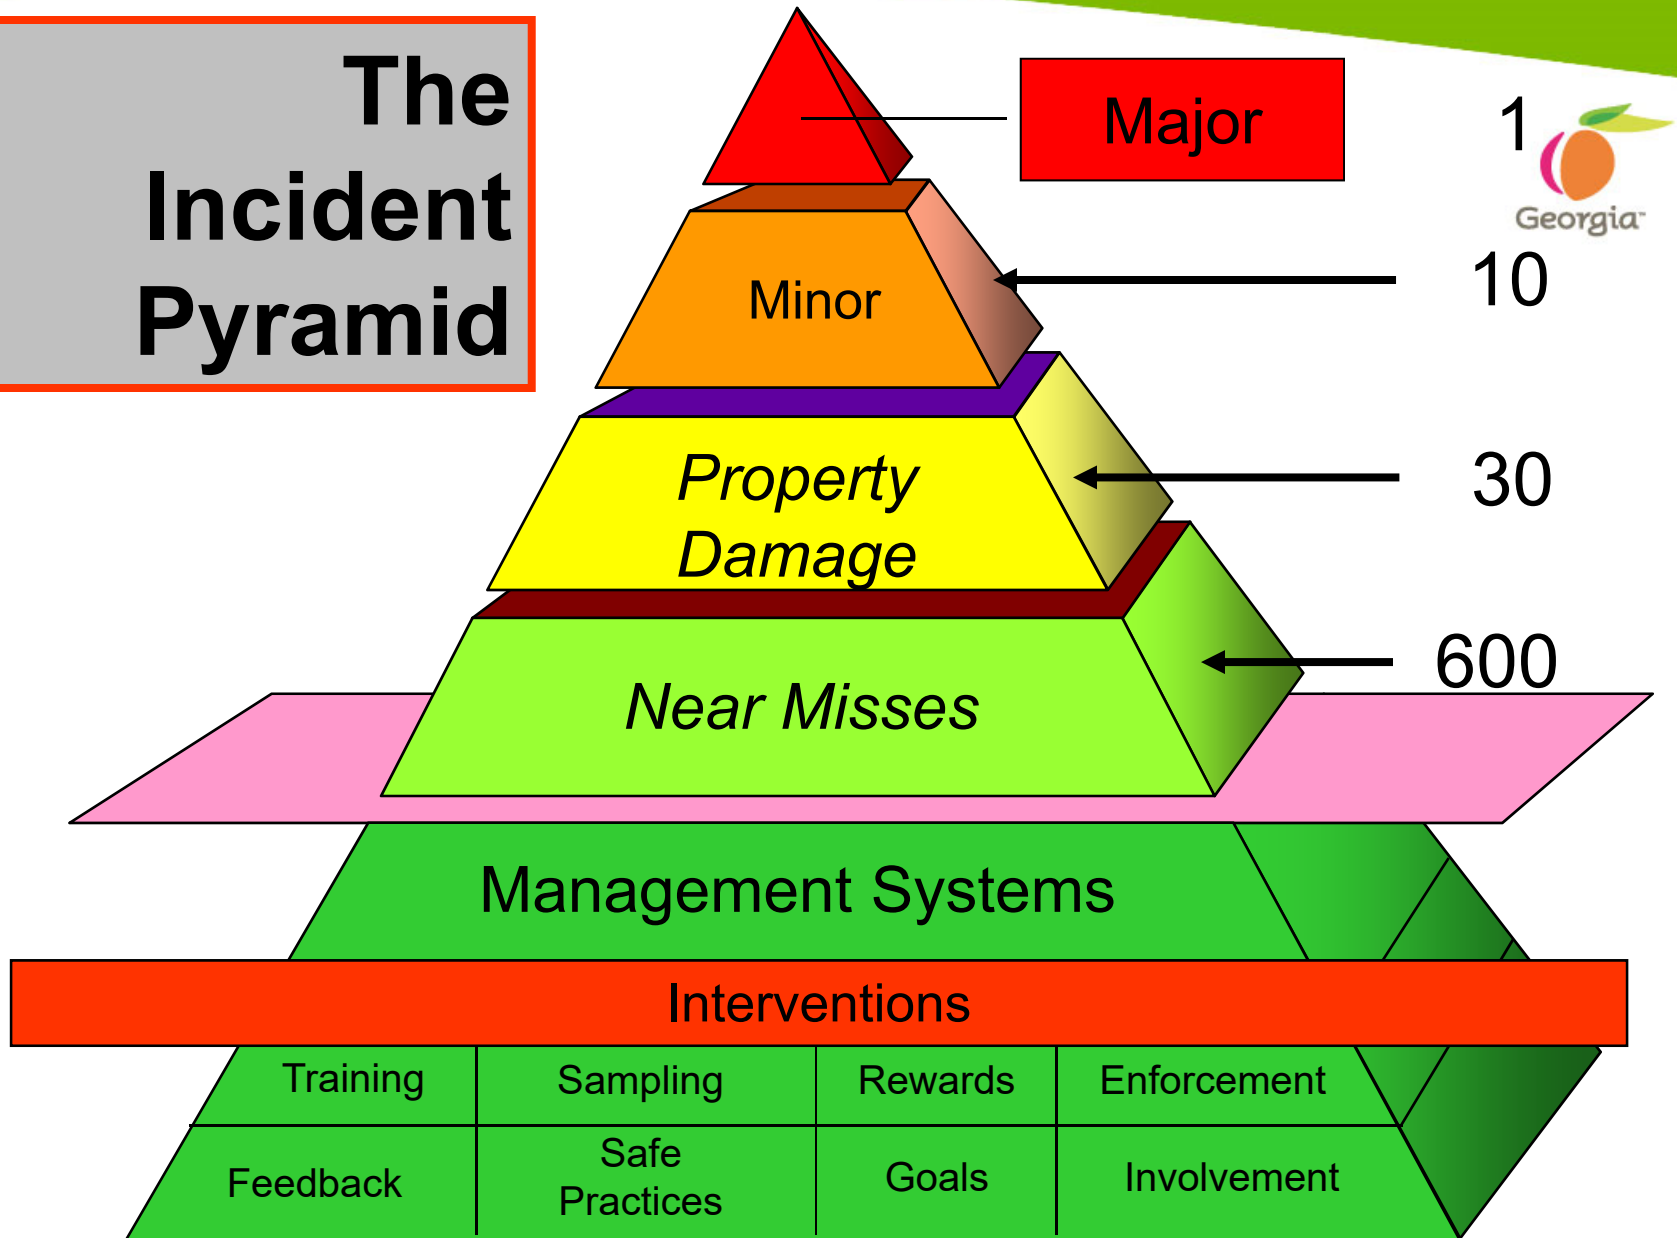 The
Incident
Pyramid
Major
1
Georgia™
Minor
10
Property
Damage
30
Near Misses
600
Management Systems
Interventions
Training
Sampling
Rewards
Enforcement
Feedback
Safe
Practices
Goals
Involvement